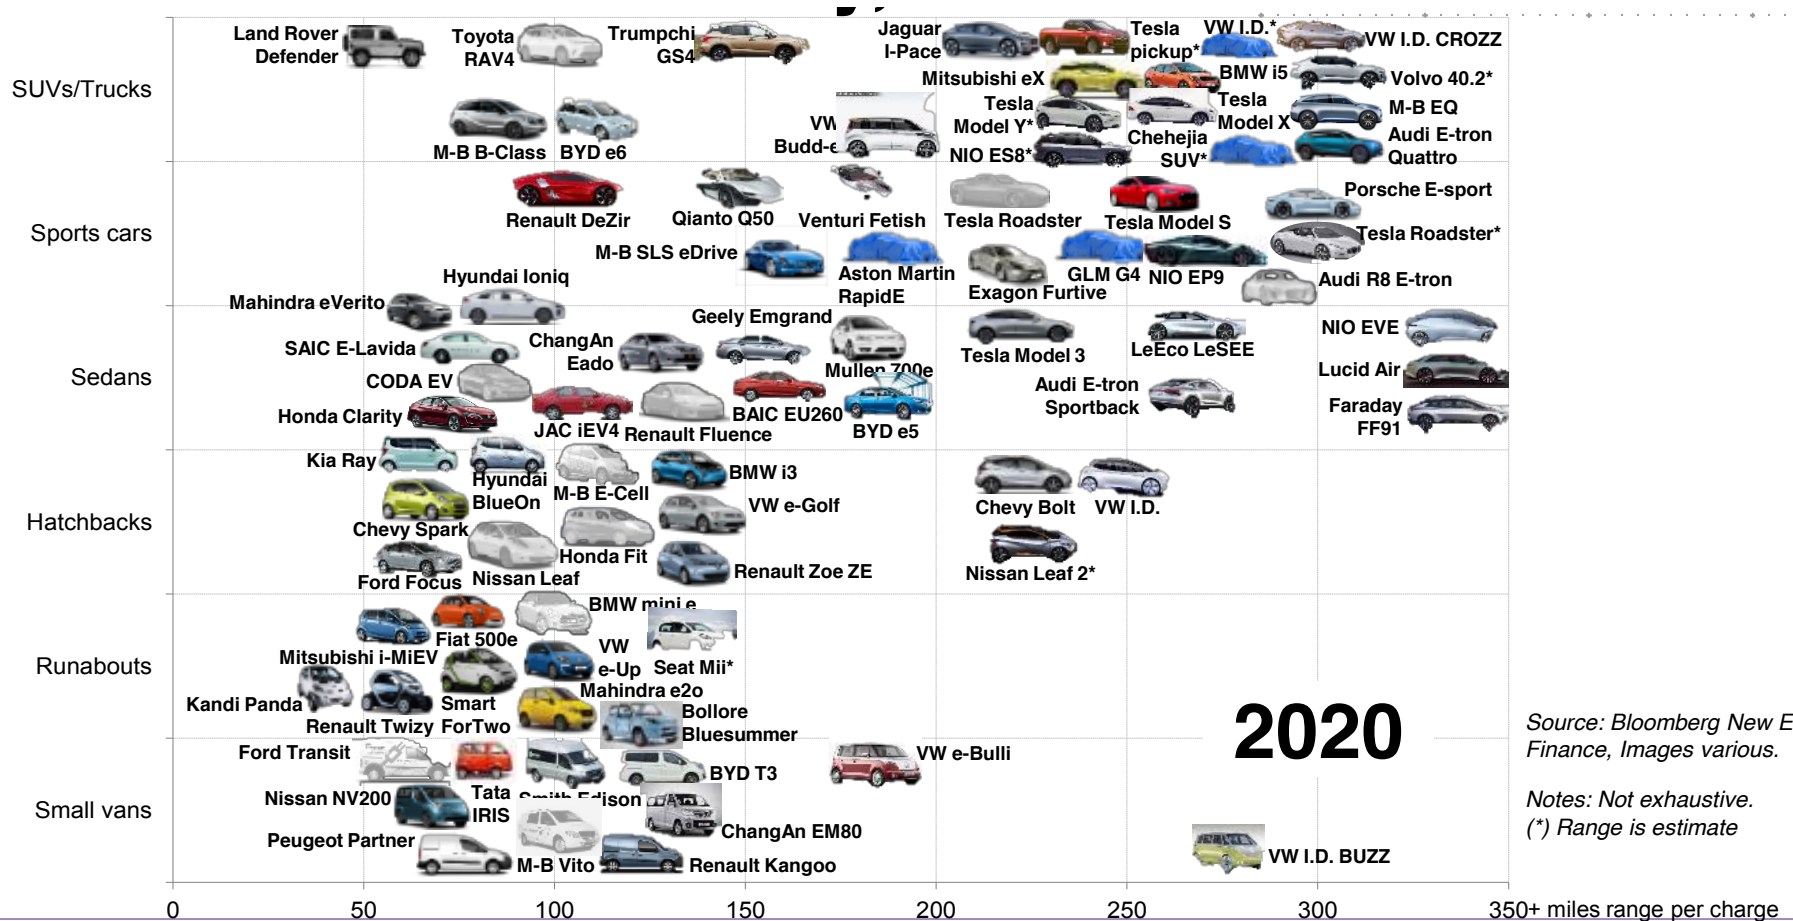 SUVs/Trucks
Land Rover
Defender
Toyota
RAV4
Trumpchi
GS4
Jaguar
I-Pace
Tesla
pickup*
VW I.D.*
VW I.D. CROZZ
Mitsubishi eX
BMW i5
Volvo 40.2*
Tesla
Model Y*
Tesla
Model X
M-B EQ
M-B B-Class
BYD e6
VW
Budd-e
NIO ES8*
Chehejia
SUV*
Audi E-tron
Quattro
Sports cars
Renault DeZir
Qianto Q50
Venturi Fetish
Tesla Roadster
Tesla Model S
Porsche E-sport
M-B SLS eDrive
Aston Martin
RapidE
Exagon Furtive
GLM G4
NIO EP9
Tesla Roadster*
Audi R8 E-tron
Sedans
Mahindra eVerito
Hyundai Ioniq
SAIC E-Lavida
ChangAn
Eado
Geely Emgrand
Mullen 700e
Tesla Model 3
LeEco LeSEE
NIO EVE
Lucid Air
CODA EV
Honda Clarity
JAC iEV4
Renault Fluence
BAIC EU260
BYD e5
Audi E-tron
Sportback
Faraday
FF91
Hatchbacks
Kia Ray
Hyundai
BlueOn
M-B E-Cell
BMW i3
Chevy Bolt
VW I.D.
Chevy Spark
VW e-Golf
Ford Focus
Nissan Leaf
Honda Fit
Renault Zoe ZE
Nissan Leaf 2*
Runabouts
BMW mini e
Fiat 500e
Mitsubishi i-MiEV
VW
e-Up
Seat Mii*
Kandi Panda
Renault Twizy
Smart
ForTwo
Mahindra e2o
Bollore
Bluesummer
Small vans
Ford Transit
Nissan NV200
Tata
IRIS
Smith Edison
BYD T3
VW e-Bulli
Peugeot Partner
M-B Vito
ChangAn EM80
Renault Kangoo
VW I.D. BUZZ
2020
Source: Bloomberg New E
Finance, Images various.
Notes: Not exhaustive.
(*) Range is estimate
0 50 100 150 200 250 300 350+ miles range per charge